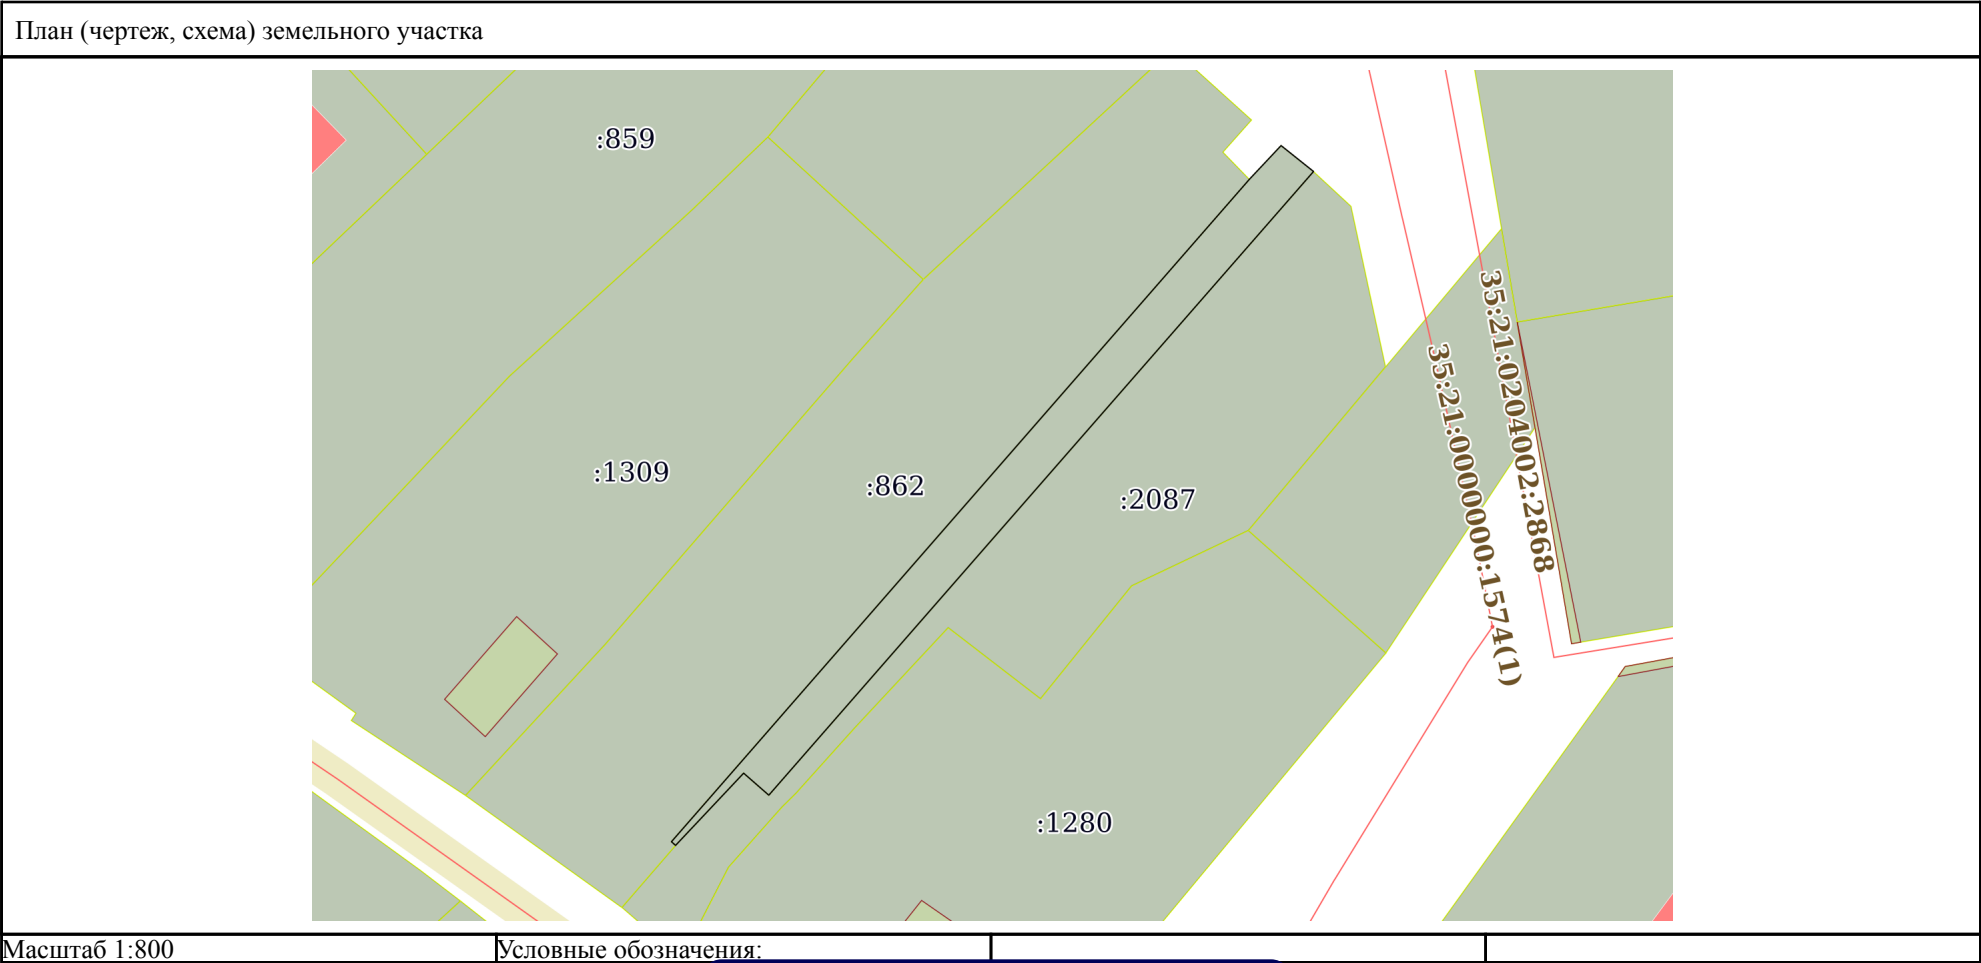 План (чертеж, схема) земельного участка
:859
:1309
:862
:2087
:1280
35:21:0204002:2868
35:21:0000000:1574(1)
Масштаб 1:800
Условные обозначения: